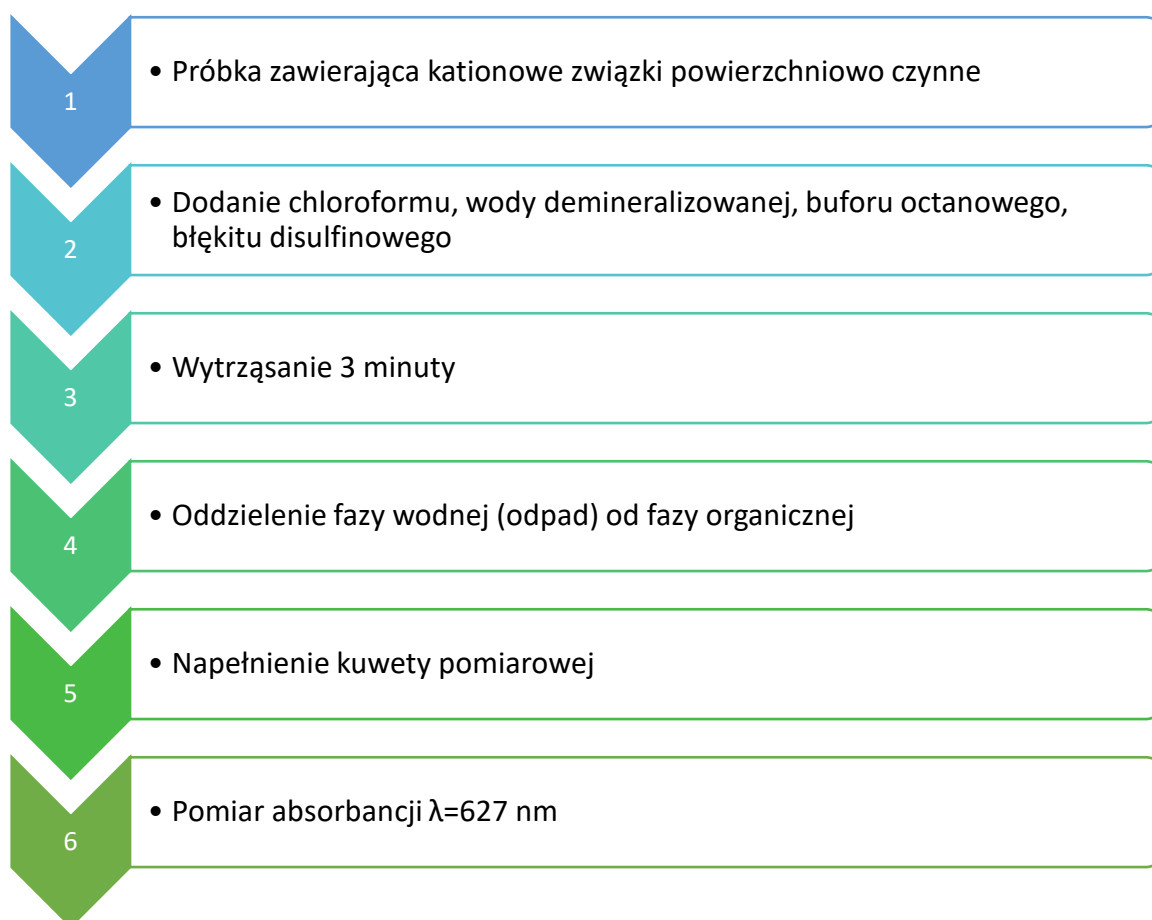 1
• Próbka zawierająca kationowe związki powierzchniowo czynne
2
• Dodanie chloroformu, wody demineralizowanej, buforu octanowego,
błękitu disulfinowego
3
• Wytrząsanie 3 minuty
4
• Oddzielenie fazy wodnej (odpad) od fazy organicznej
5
• Napełnienie kuwety pomiarowej
6
• Pomiar absorbancji λ=627 nm